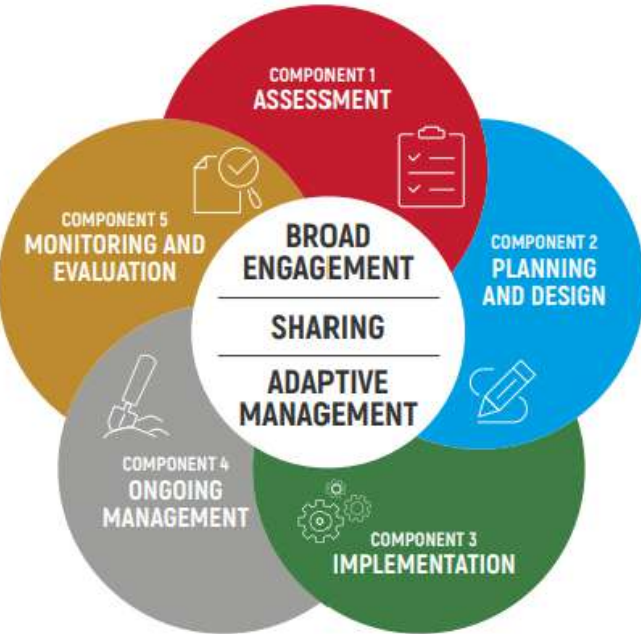 COMPONENT 1
ASSESSMENT
COMPONENT 2
PLANNING
AND DESIGN
COMPONENT 3
IMPLEMENTATION
COMPONENT 4
ONGOING
MANAGEMENT
COMPONENT 5
MONITORING AND
EVALUATION
BROAD
ENGAGEMENT
SHARING
ADAPTIVE
MANAGEMENT